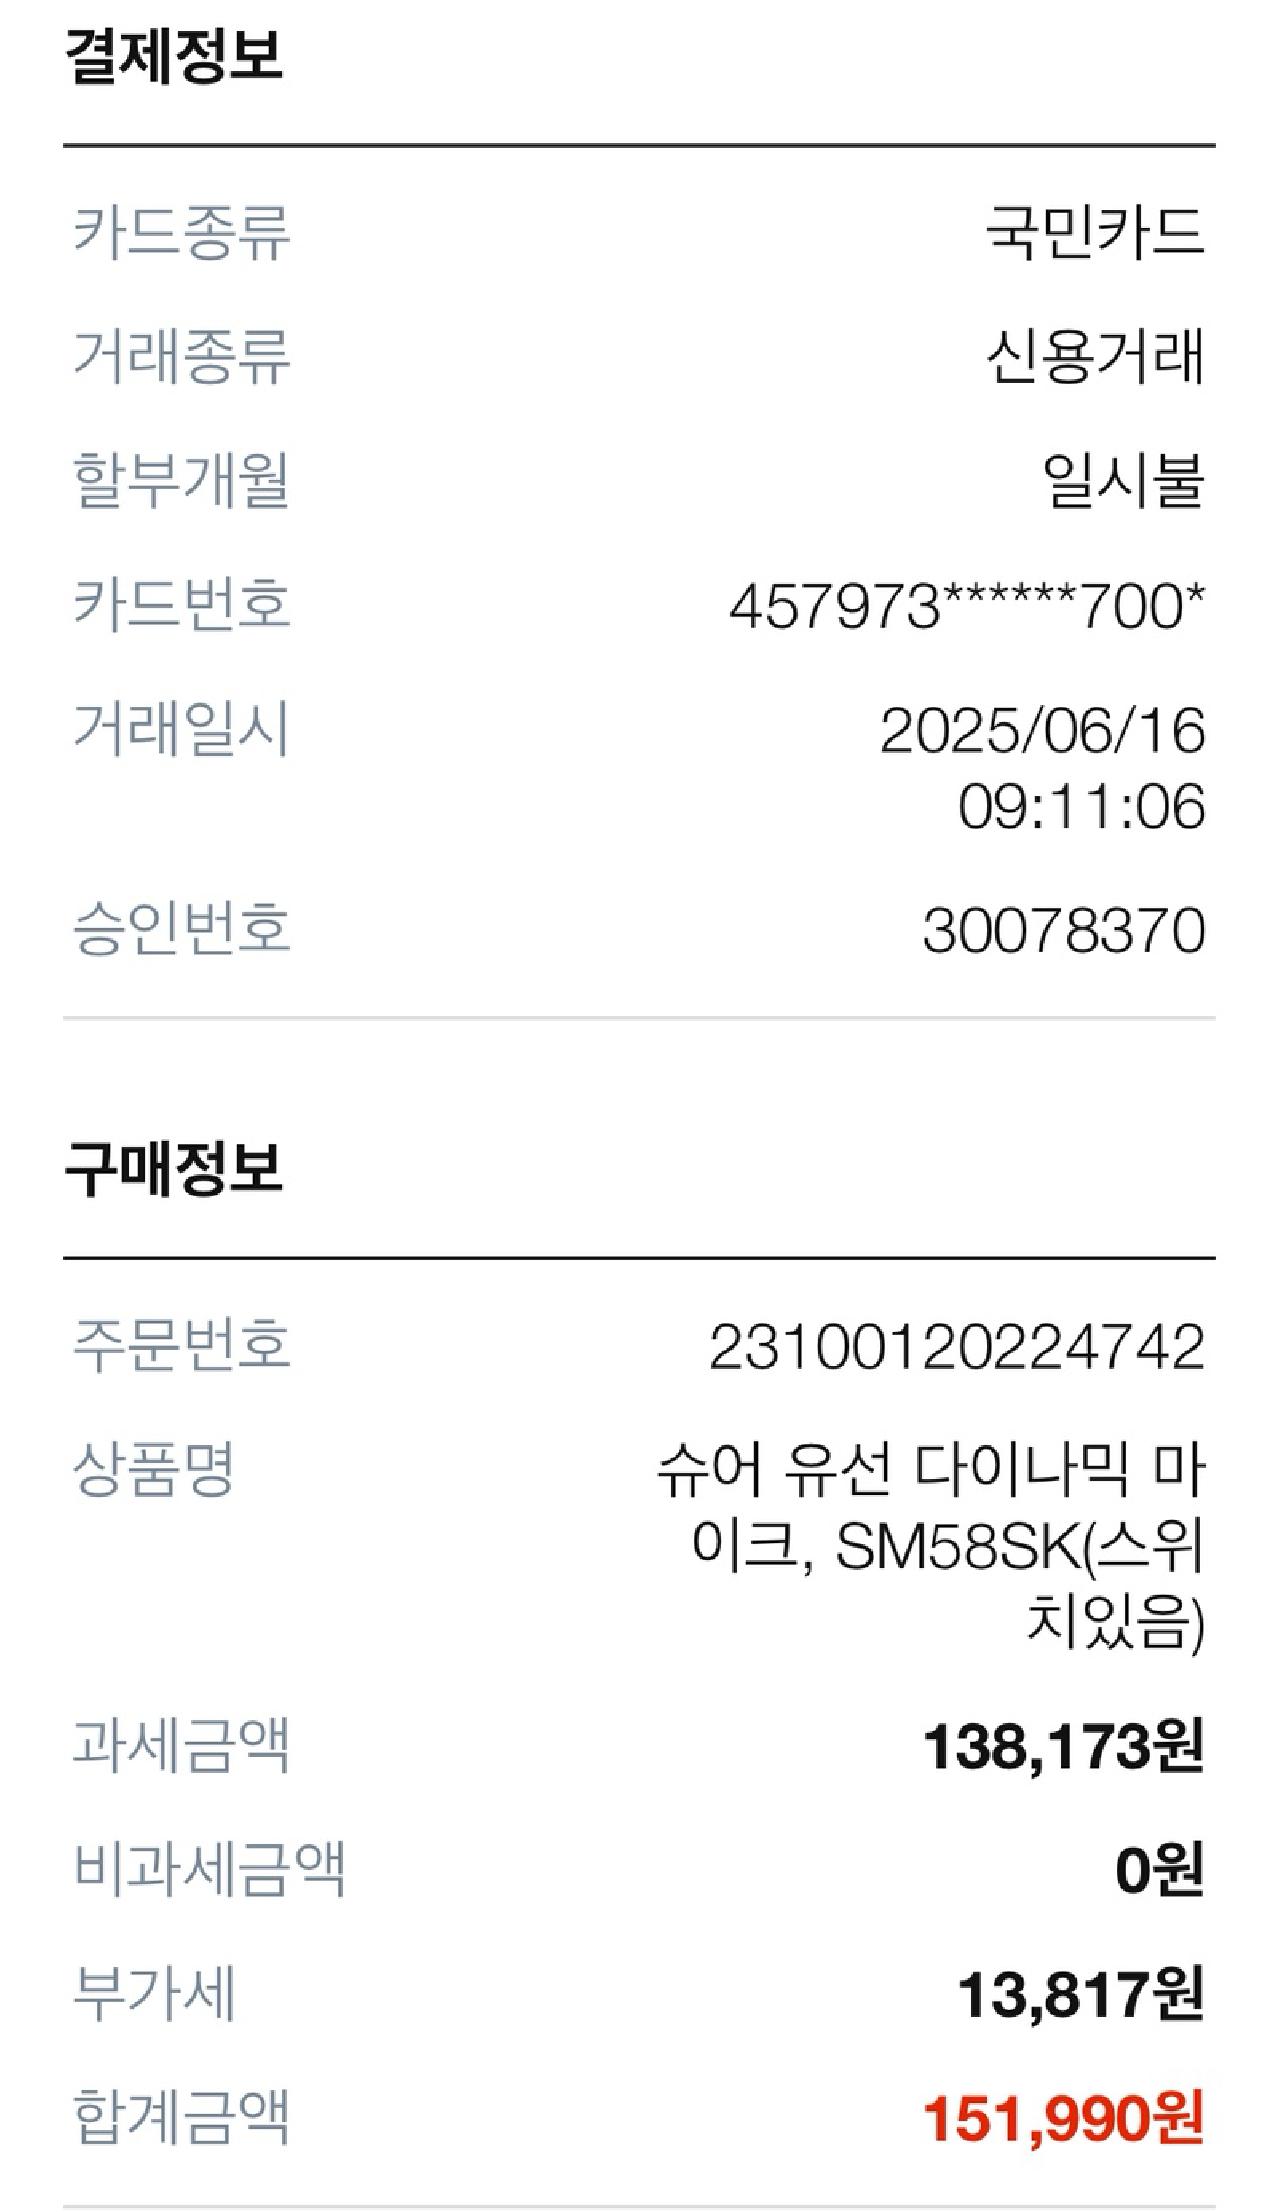 결제정보
카드종류 국민카드
거래종류 신용거래
할부개월 일시불
카드번호 457973******700*
거래일시 2025/06/16
09:11:06
승인번호 30078370
구매정보
주문번호 23100120224742
상품명 슈어 유선 다이나믹 마
이크, SM58SK(스위
치있음)
과세금액 138,173원
비과세금액 0원
부가세 13,817원
합계금액 151,990원